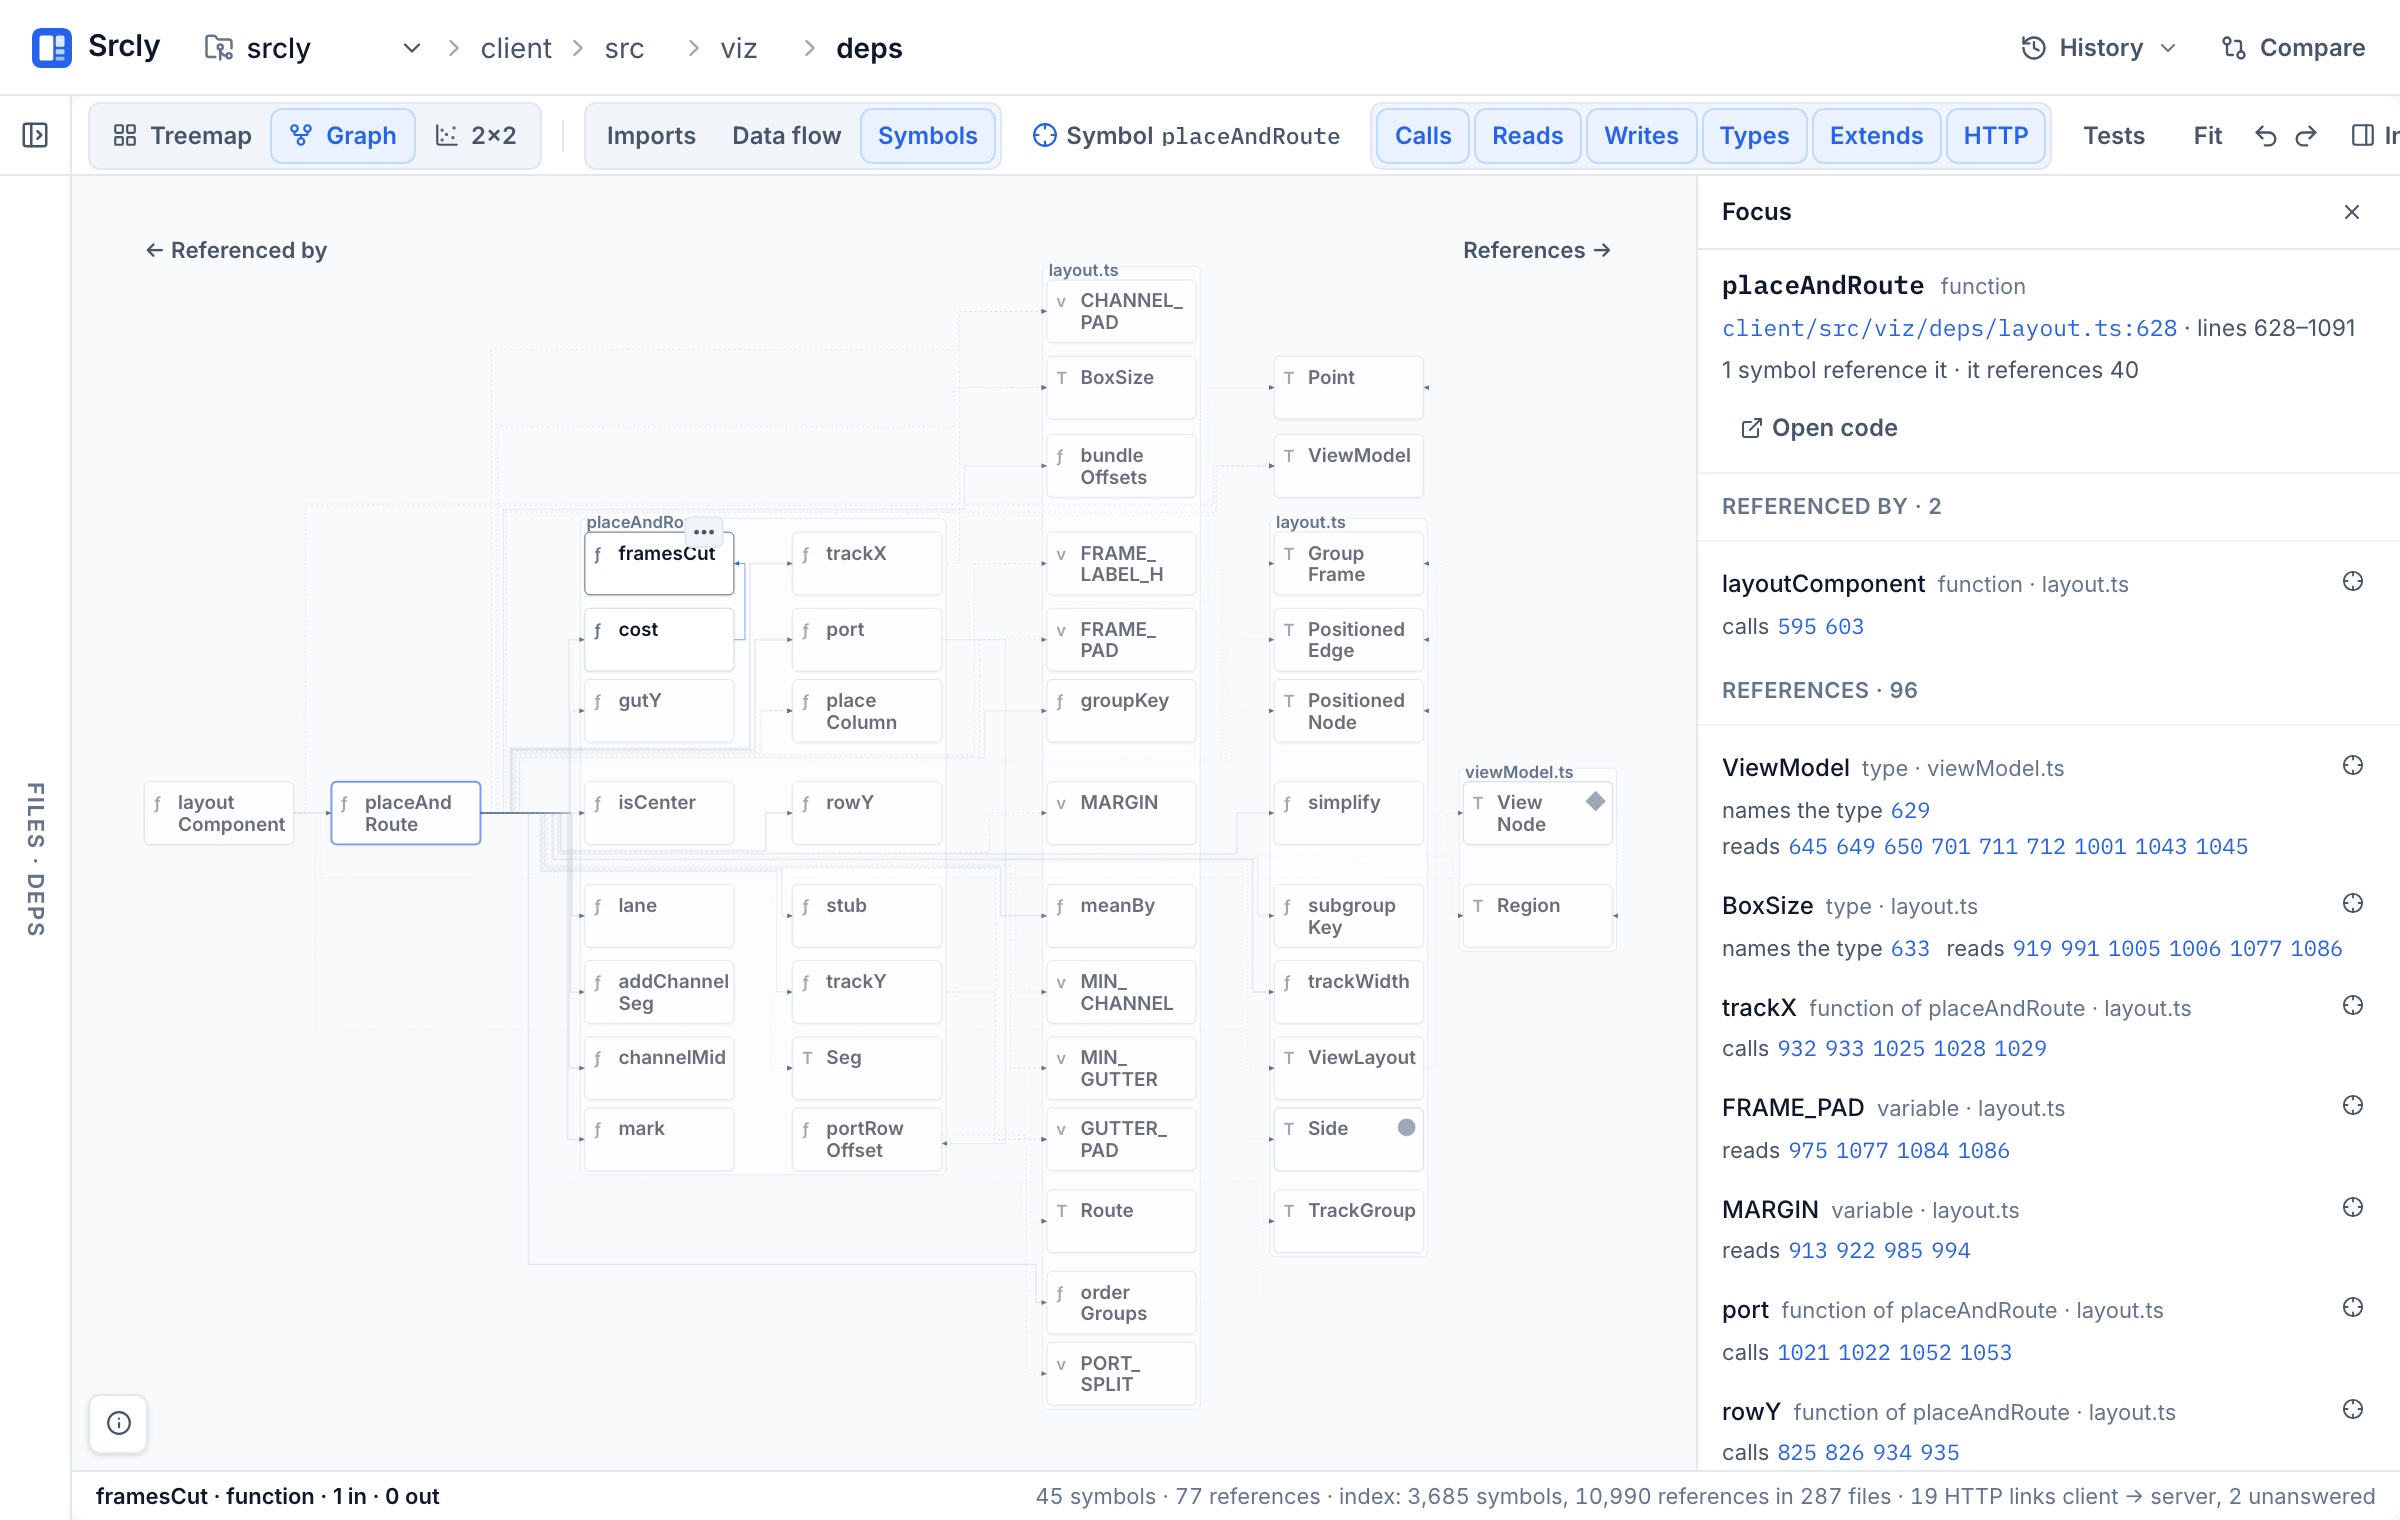 Srcly
srcly
client
src
viz
deps
History
Compare
Treemap
Graph
2×2
Imports
Data flow
Symbols
Symbol placeAndRoute
Calls
Reads
Writes
Types
Extends
HTTP
Tests
Fit
FILES · DEPS
← Referenced by
References →
layout.ts
v CHANNEL_
PAD
T BoxSize
f bundle
Offsets
v FRAME_
LABEL_H
v FRAME_
PAD
f groupKey
v MARGIN
f meanBy
v MIN_
CHANNEL
v MIN_
GUTTER
v GUTTER_
PAD
T Route
f order
Groups
v PORT_
SPLIT
T Point
T ViewModel
layout.ts
T Group
Frame
T Positioned
Edge
T Positioned
Node
f simplify
f subgroup
Key
f trackWidth
T ViewLayout
T Side
T TrackGroup
viewModel.ts
T View
Node
T Region
f layout
Component
f placeAnd
Route
f framesCut
f cost
f gutY
f isCenter
f lane
f addChannel
Seg
f channelMid
f mark
f trackX
f port
f place
Column
f rowY
f stub
f trackY
T Seg
f portRow
Offset
Focus
placeAndRoute function
client/src/viz/deps/layout.ts:628 · lines 628–1091
1 symbol reference it · it references 40
Open code
REFERENCED BY · 2
layoutComponent function · layout.ts
calls 595 603
REFERENCES · 96
ViewModel type · viewModel.ts
names the type 629
reads 645 649 650 701 711 712 1001 1043 1045
BoxSize type · layout.ts
names the type 633 reads 919 991 1005 1006 1077 1086
trackX function of placeAndRoute · layout.ts
calls 932 933 1025 1028 1029
FRAME_PAD variable · layout.ts
reads 975 1077 1084 1086
MARGIN variable · layout.ts
reads 913 922 985 994
port function of placeAndRoute · layout.ts
calls 1021 1022 1052 1053
rowY function of placeAndRoute · layout.ts
calls 825 826 934 935
framesCut · function · 1 in · 0 out
45 symbols · 77 references · index: 3,685 symbols, 10,990 references in 287 files · 19 HTTP links client → server, 2 unanswered